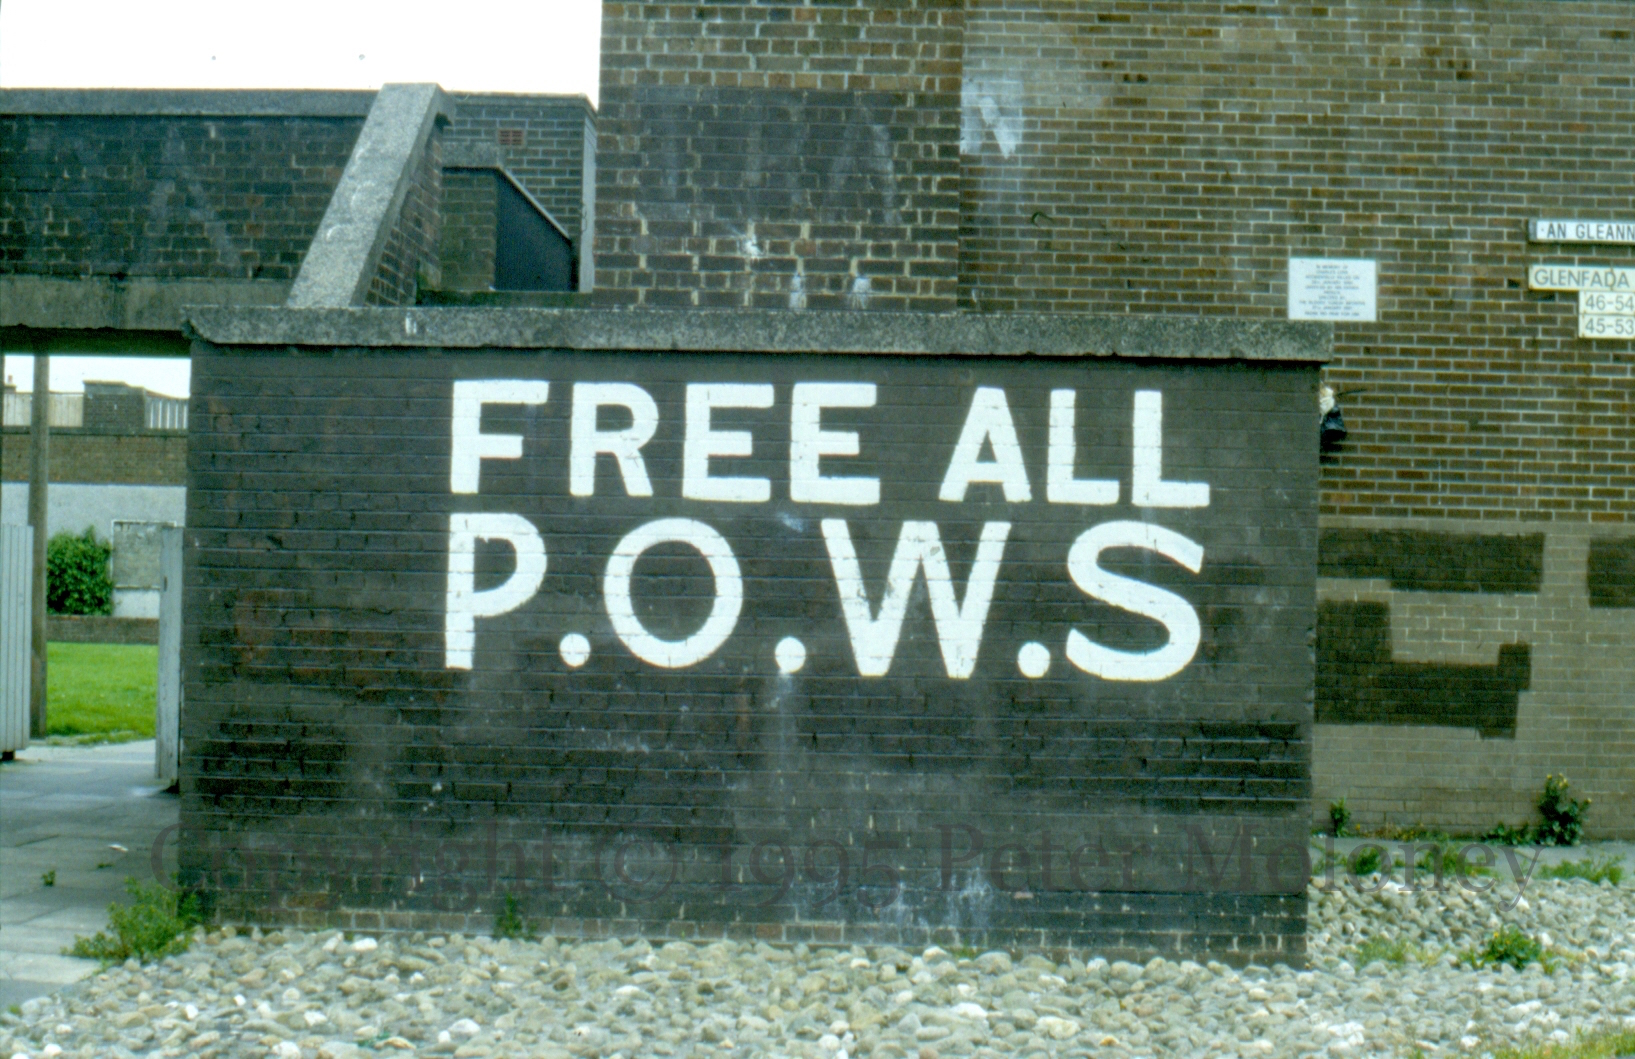 AN GLEANN
GLENFADA
46-54
45-53
FREE ALL
P.O.W.S
Copyright © 1995 Peter Moloney